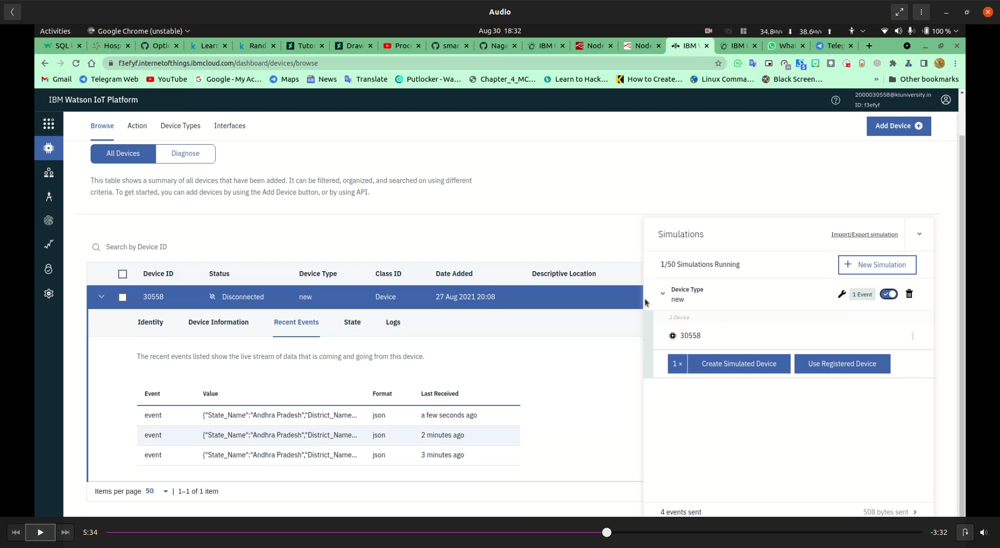 Audio
Activities
Google Chrome (unstable)
Aug 30 18:32
34.8kb/s
38.6kb/s
100 %
SQL
Hosp
Optic
Learn
Rand
Tutor
Draw
Proc
smar
Naga
IBM
Node
Node
IBM
IBM
What
Teleg
f3efyf.internetofthings.ibmcloud.com/dashboard/devices/browse
5
Gmail
Telegram Web
YouTube
Google - My Ac...
Maps
News
Translate
Putlocker - Wa...
Chapter_4_MC...
Learn to Hack...
How to Create...
Linux Comma...
Black Screen...
»
Other bookmarks
IBM Watson IoT Platform
2000030558@kluniversity.in
ID: f3efyf
Browse
Action
Device Types
Interfaces
Add Device
All Devices
Diagnose
This table shows a summary of all devices that have been added. It can be filtered, organized, and searched on using different
criteria. To get started, you can add devices by using the Add Device button, or by using API.
Search by Device ID
Device ID
Status
Device Type
Class ID
Date Added
Descriptive Location
30558
Disconnected
new
Device
27 Aug 2021 20:08
Identity
Device Information
Recent Events
State
Logs
The recent events listed show the live stream of data that is coming and going from this device.
Event
Value
Format
Last Received
event
{"State_Name":"Andhra Pradesh","District_Name...
json
a few seconds ago
event
{"State_Name":"Andhra Pradesh","District_Name...
json
2 minutes ago
event
{"State_Name":"Andhra Pradesh","District_Name...
json
3 minutes ago
Items per page 50 | 1–1 of 1 item
Simulations
Import/Export simulation
1/50 Simulations Running
+ New Simulation
Device Type
new
1 Event
1 Device
30558
1 ×
Create Simulated Device
Use Registered Device
4 events sent
508 bytes sent
5:34
-3:32